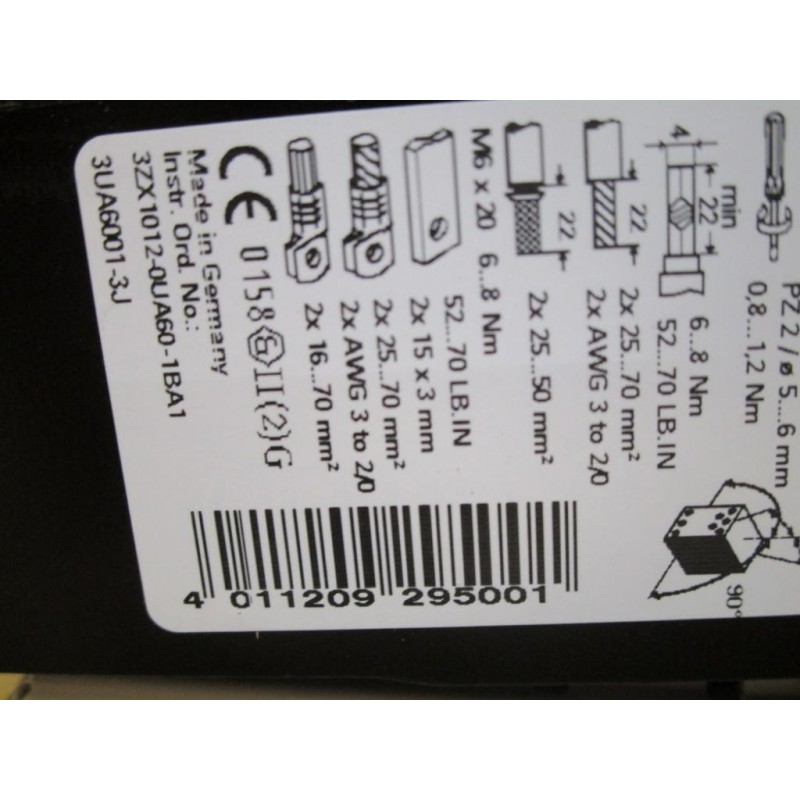 PZ 2 / ø 5...6 mm
0,8...1,2 Nm
min
22
4
6...8 Nm
52...70 LB.IN
22
2x 25...70 mm²
2x AWG 3 to 2/0
22
2x 25...50 mm²
M6 x 20 6...8 Nm
52...70 LB.IN
2x 15 x 3 mm
2x 25...70 mm²
2x AWG 3 to 2/0
2x 16...70 mm²
CE 0158 II (2) G
Made in Germany
Instr. Ord. No.:
3ZX1012-0UA60-1BA1
3UA6001-3J
90°
4 011209 295001